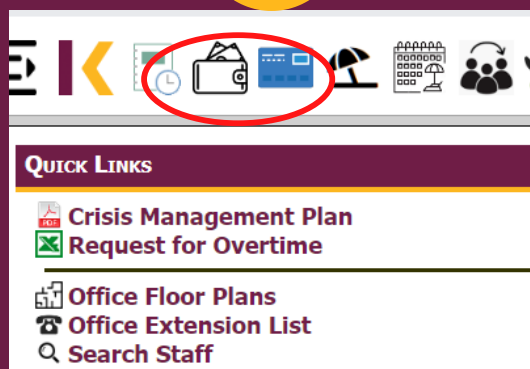 QUICK LINKS
Crisis Management Plan
Request for Overtime
Office Floor Plans
Office Extension List
Search Staff